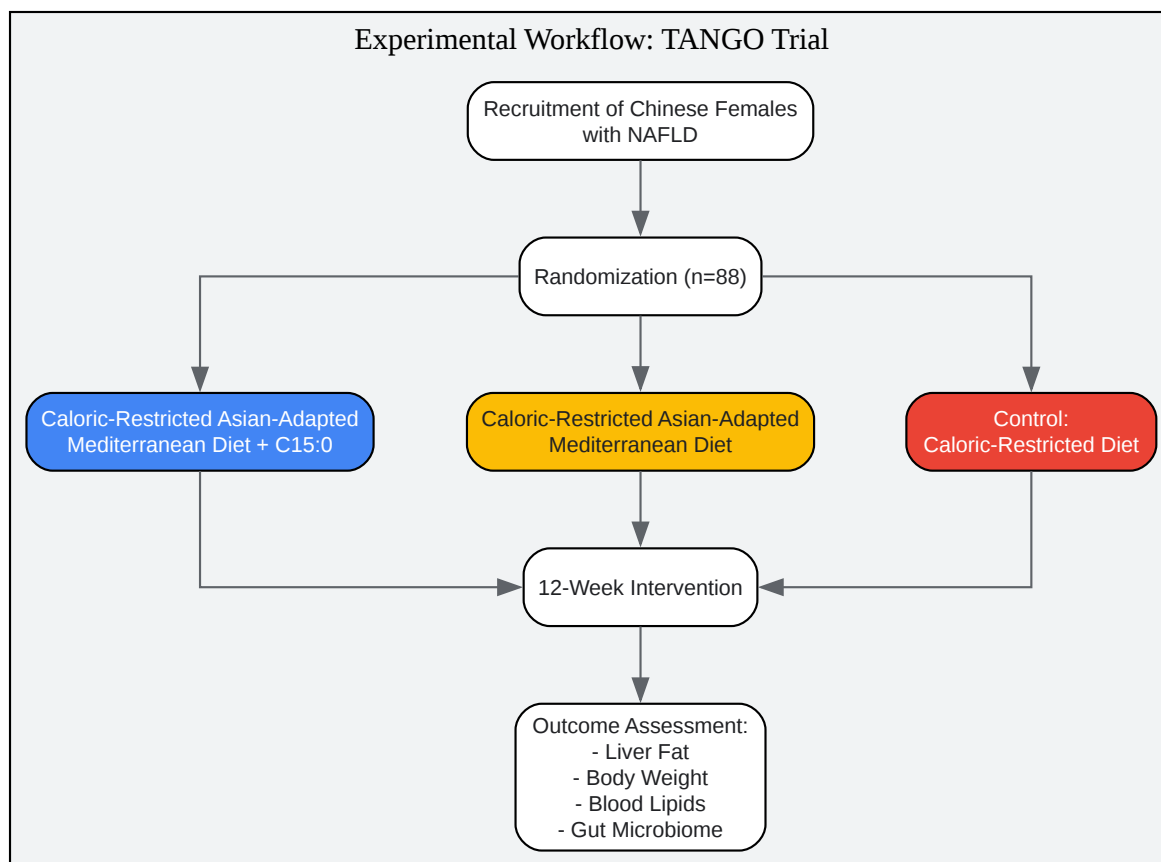 Experimental Workflow: TANGO Trial
Recruitment of Chinese Females
with NAFLD
Randomization (n=88)
Caloric-Restricted Asian-Adapted
Mediterranean Diet + C15:0
Caloric-Restricted Asian-Adapted
Mediterranean Diet
Control:
Caloric-Restricted Diet
12-Week Intervention
Outcome Assessment:
- Liver Fat
- Body Weight
- Blood Lipids
- Gut Microbiome